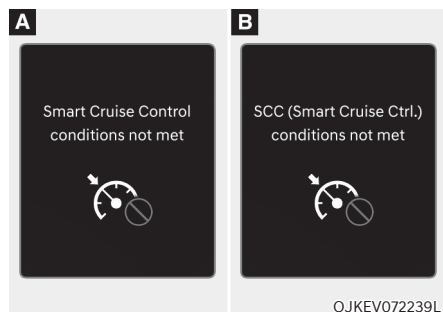 A
Smart Cruise Control
conditions not met
B
SCC (Smart Cruise Ctrl.)
conditions not met
OJKEV072239L